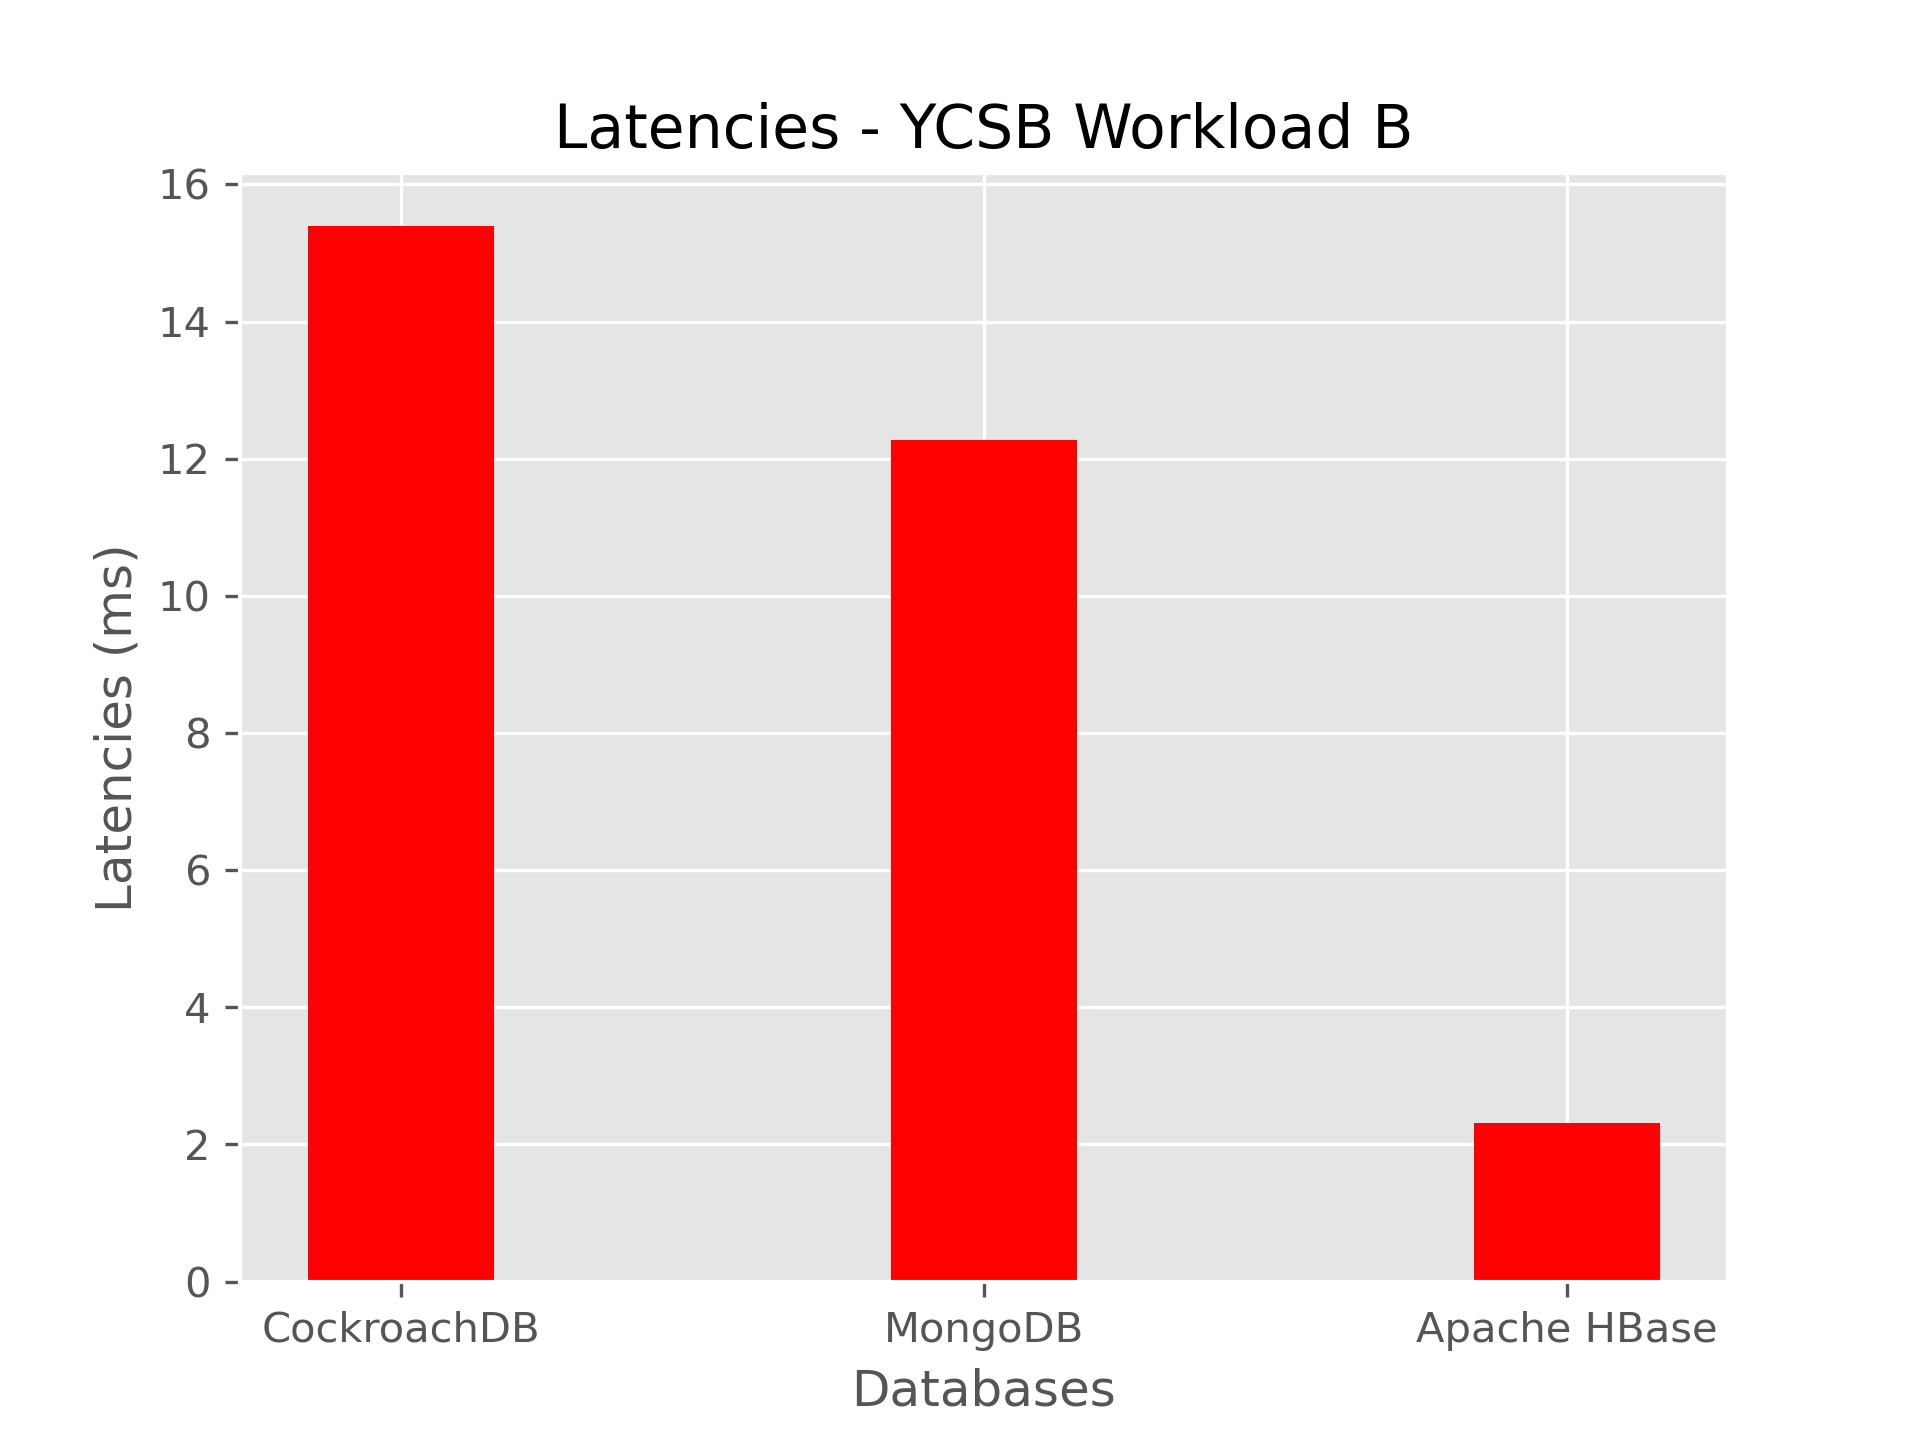 Latencies - YCSB Workload B
16
14
12
10
8
6
4
2
0
Latencies (ms)
CockroachDB
MongoDB
Apache HBase
Databases